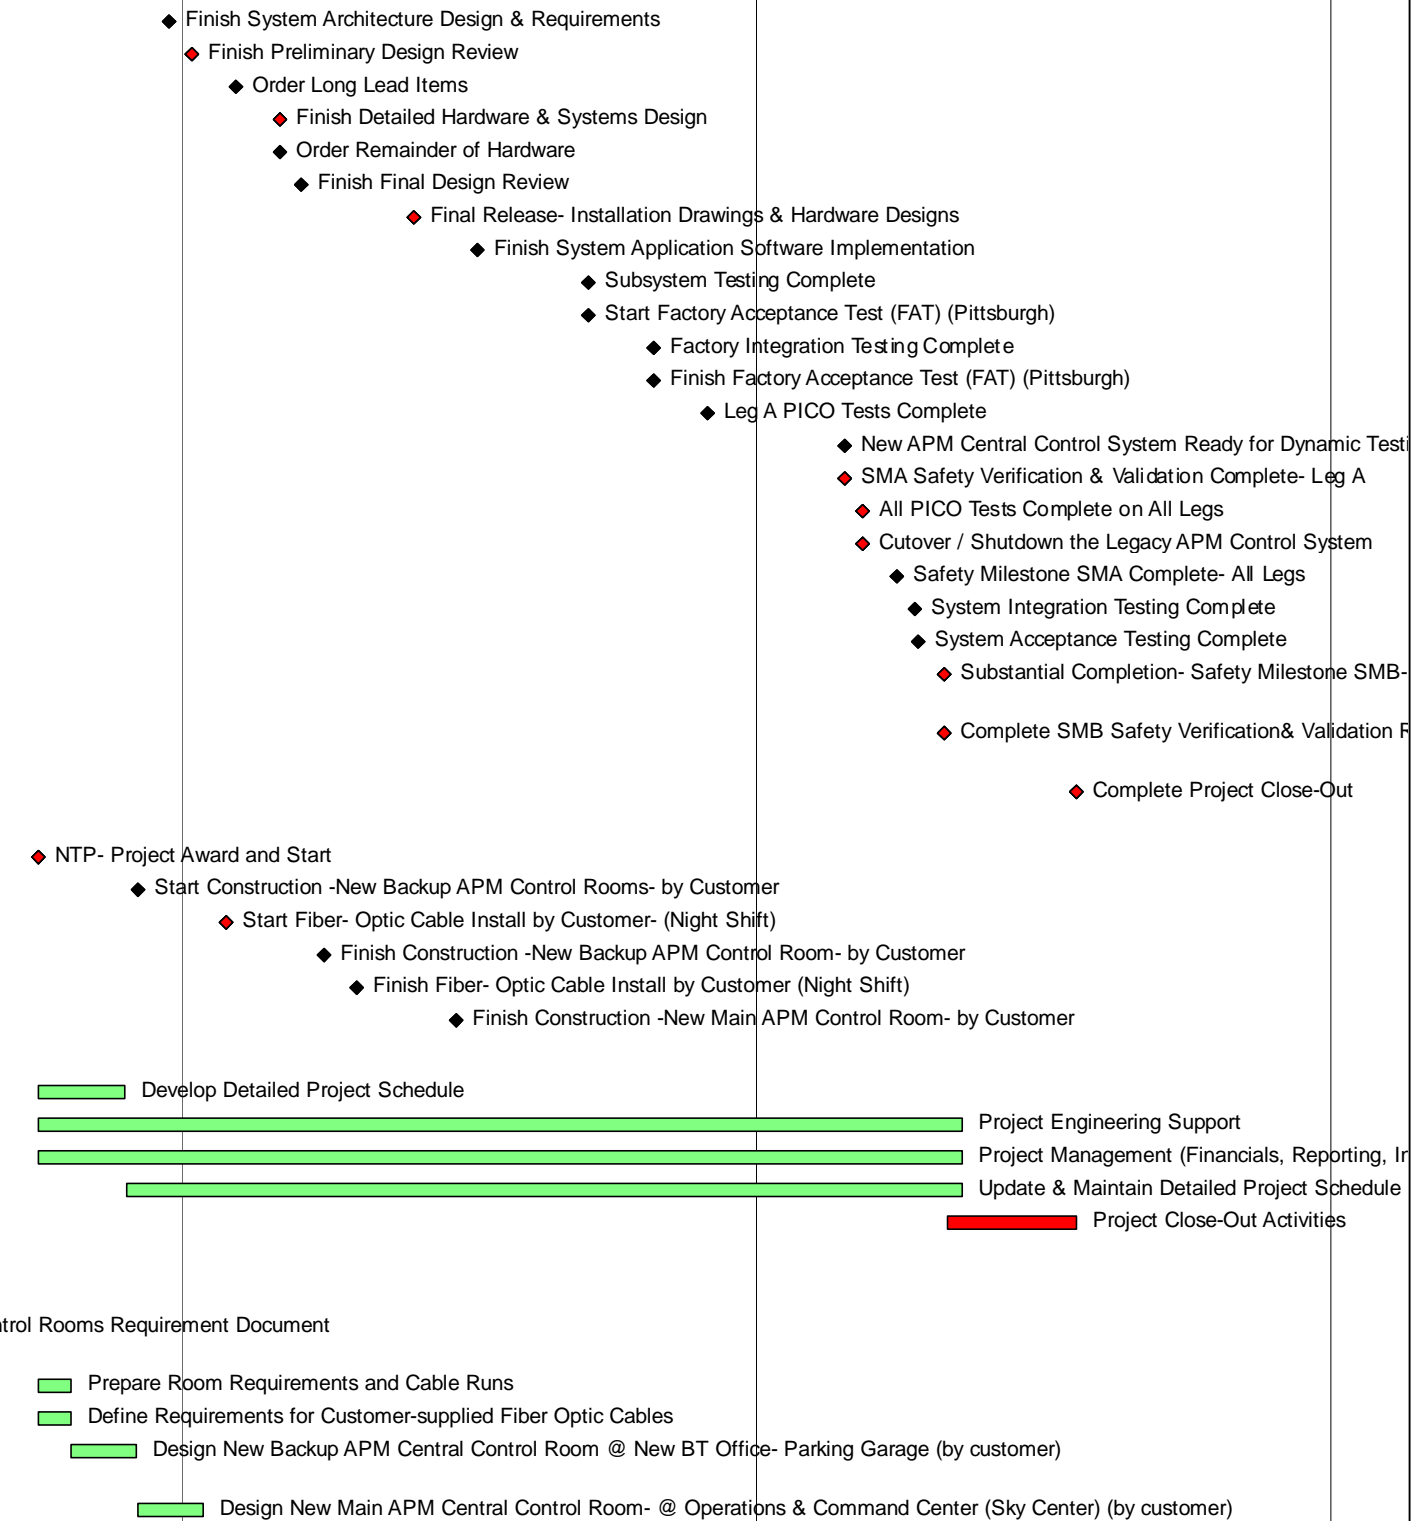 Finish System Architecture Design & Requirements
Finish Preliminary Design Review
Order Long Lead Items
Finish Detailed Hardware & Systems Design
Order Remainder of Hardware
Finish Final Design Review
Final Release- Installation Drawings & Hardware Designs
Finish System Application Software Implementation
Subsystem Testing Complete
Start Factory Acceptance Test (FAT) (Pittsburgh)
Factory Integration Testing Complete
Finish Factory Acceptance Test (FAT) (Pittsburgh)
Leg A PICO Tests Complete
New APM Central Control System Ready for Dynamic Testi
SMA Safety Verification & Validation Complete- Leg A
All PICO Tests Complete on All Legs
Cutover / Shutdown the Legacy APM Control System
Safety Milestone SMA Complete- All Legs
System Integration Testing Complete
System Acceptance Testing Complete
Substantial Completion- Safety Milestone SMB-
Complete SMB Safety Verification& Validation
Complete Project Close-Out
NTP- Project Award and Start
Start Construction -New Backup APM Control Rooms- by Customer
Start Fiber- Optic Cable Install by Customer- (Night Shift)
Finish Construction -New Backup APM Control Room- by Customer
Finish Fiber- Optic Cable Install by Customer (Night Shift)
Finish Construction -New Main APM Control Room- by Customer
Develop Detailed Project Schedule
Project Engineering Support
Project Management (Financials, Reporting,
Update & Maintain Detailed Project Schedule
Project Close-Out Activities
trol Rooms Requirement Document
Prepare Room Requirements and Cable Runs
Define Requirements for Customer-supplied Fiber Optic Cables
Design New Backup APM Central Control Room @ New BT Office- Parking Garage (by customer)
Design New Main APM Central Control Room- @ Operations & Command Center (Sky Center) (by customer)